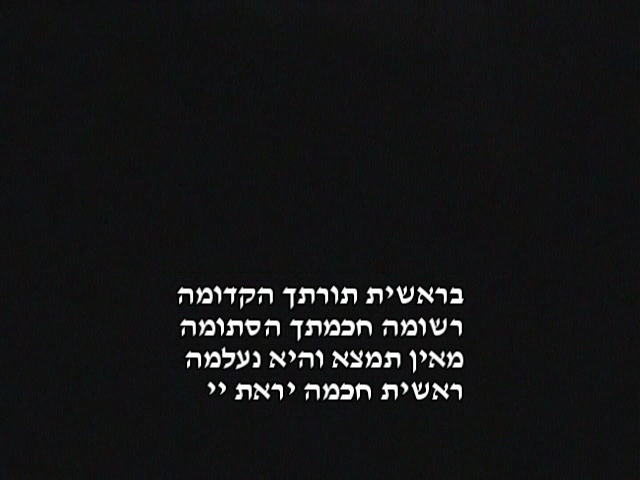 בראשית תורתך הקדומה
רשומה חכמתך הסתומה
מאין תמצא והיא נעלמה
ראשית חכמה יראת יי